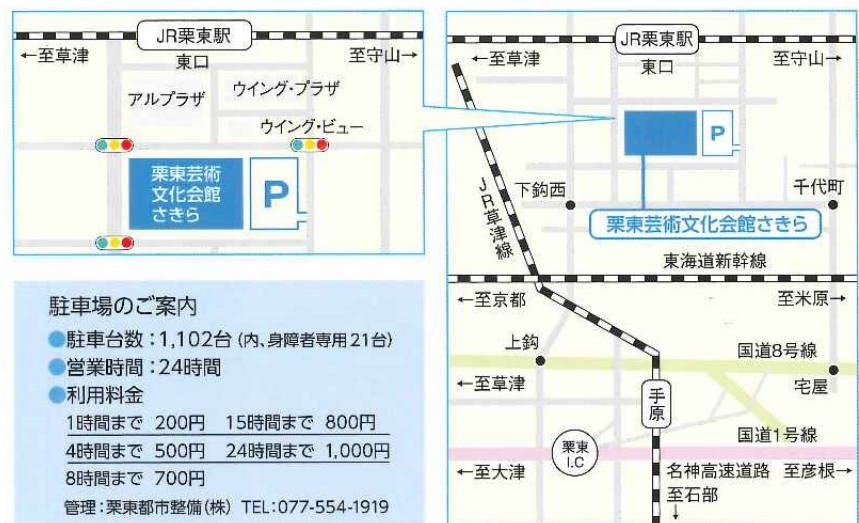 JR栗東駅
←至草津
東口
至守山→
アルプラザ
ウイング・プラザ
ウイング・ビュー
栗東芸術
文化会館
さきら
P
駐車場のご案内
●駐車台数：1,102台（内、身障者専用21台）
●営業時間：24時間
●利用料金
1時間まで 200円 15時間まで 800円
4時間まで 500円 24時間まで 1,000円
8時間まで 700円
管理：栗東都市整備（株） TEL:077-554-1919
JR栗東駅
←至草津
東口
至守山→
P
JR草津線
下鈎西
千代町
栗東芸術文化会館さきら
東海道新幹線
←至京都
至米原→
上鈎
国道8号線
←至草津
宅屋
手原
国道1号線
栗東
I.C
←至大津
名神高速道路 至彦根→
至石部
↓